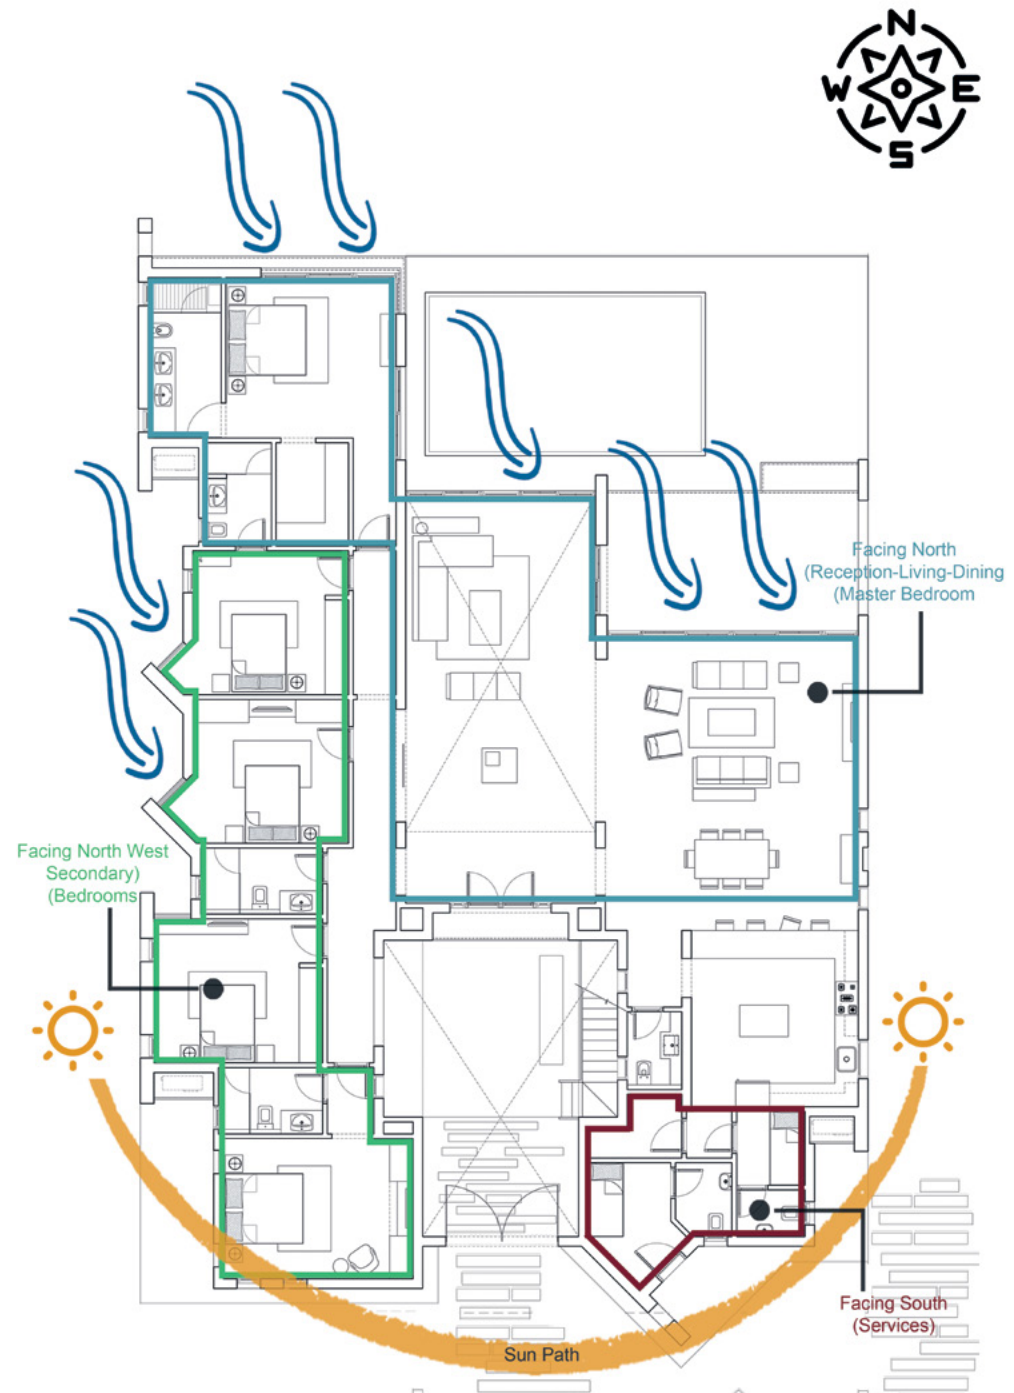 N
W
E
S
Facing North
(Reception-Living-Dining
(Master Bedroom
Facing North West
Secondary)
(Bedrooms
Facing South
(Services)
Sun Path